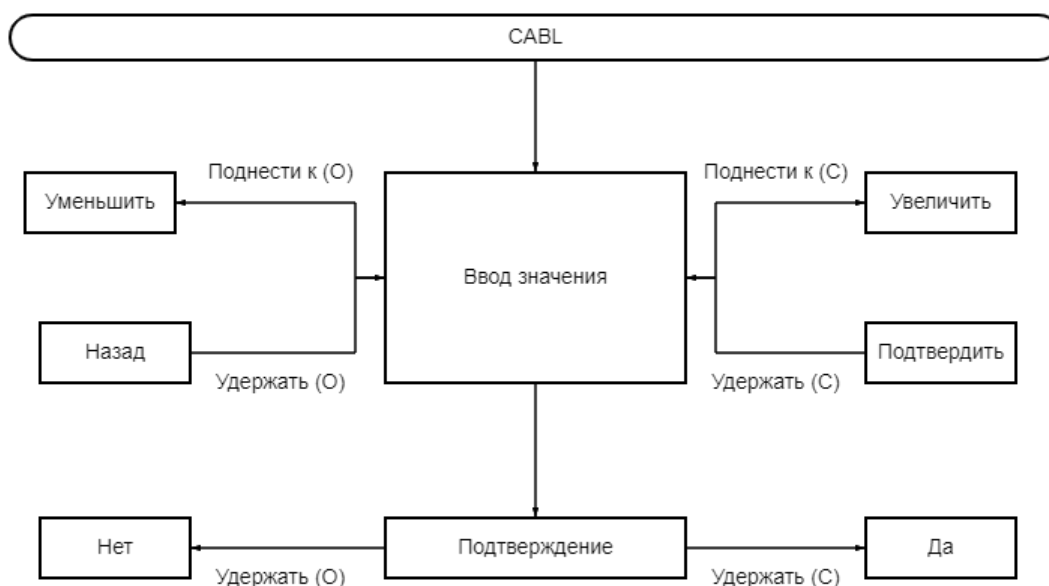 CABL
Поднести к (O)
Поднести к (C)
Уменьшить
Увеличить
Ввод значения
Назад
Подтвердить
Удержать (O)
Удержать (C)
Нет
Подтверждение
Да
Удержать (O)
Удержать (C)